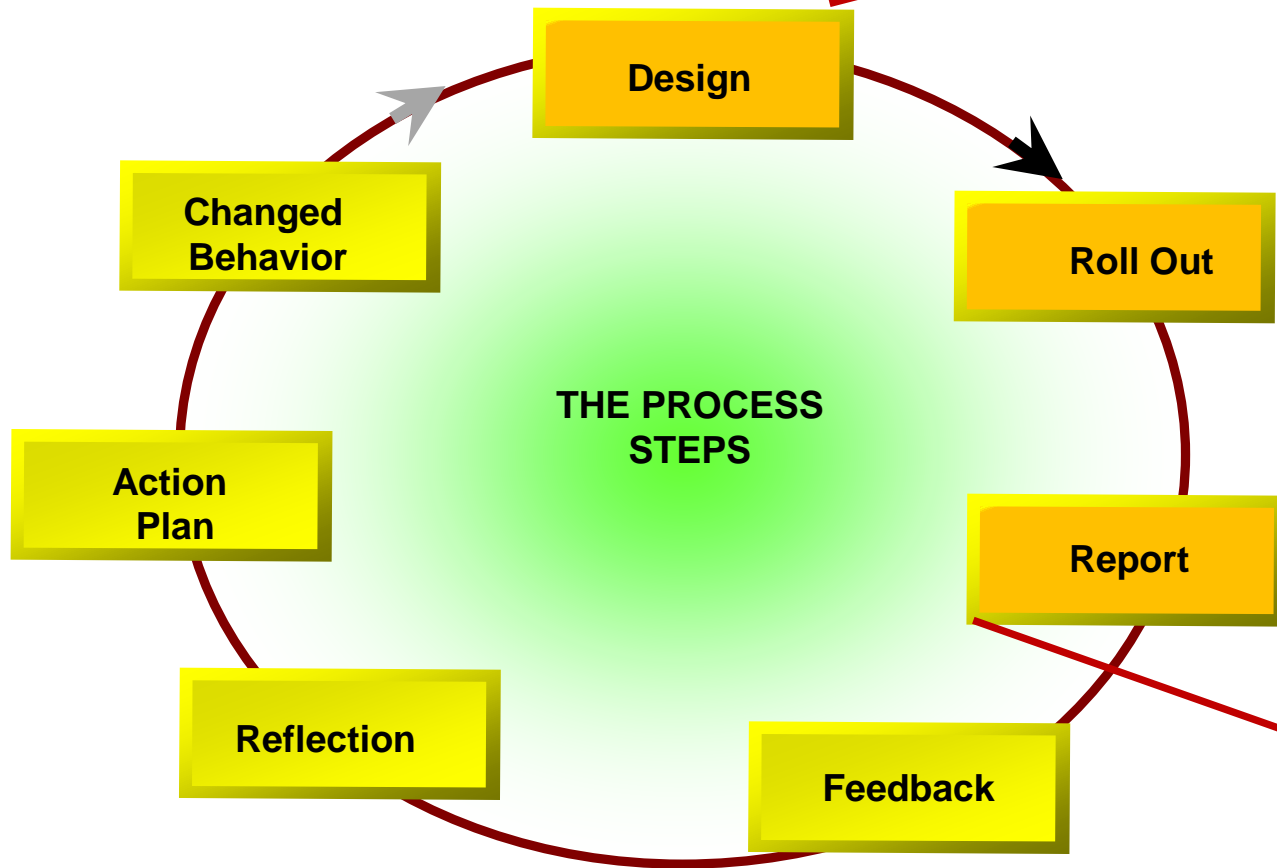 Design
Roll Out
Report
Feedback
Reflection
Action
Plan
Changed
Behavior
THE PROCESS
STEPS